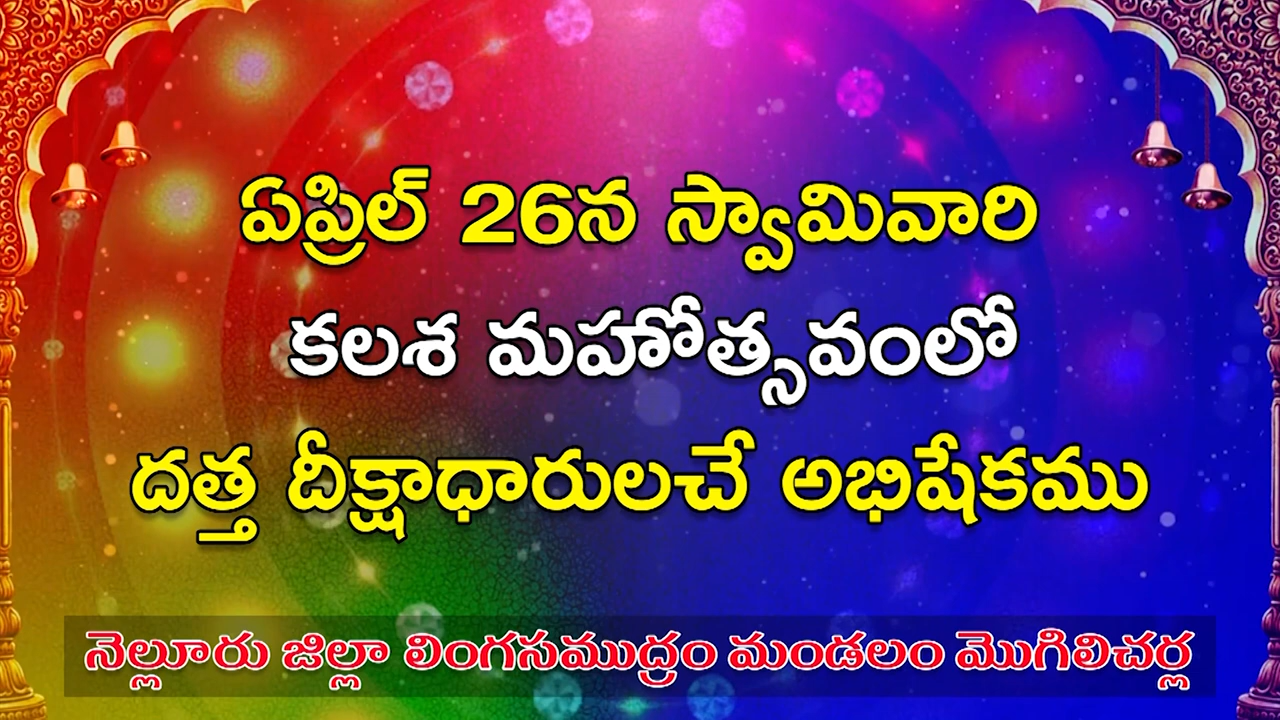 ఏప్రిల్ 26న స్వామివారి
కలశ మహోత్సవంలో
దత్త దీక్షాధారులచే అభిషేకము
నెల్లూరు జిల్లా లింగసముద్రం మండలం మొగిలిచర్ల